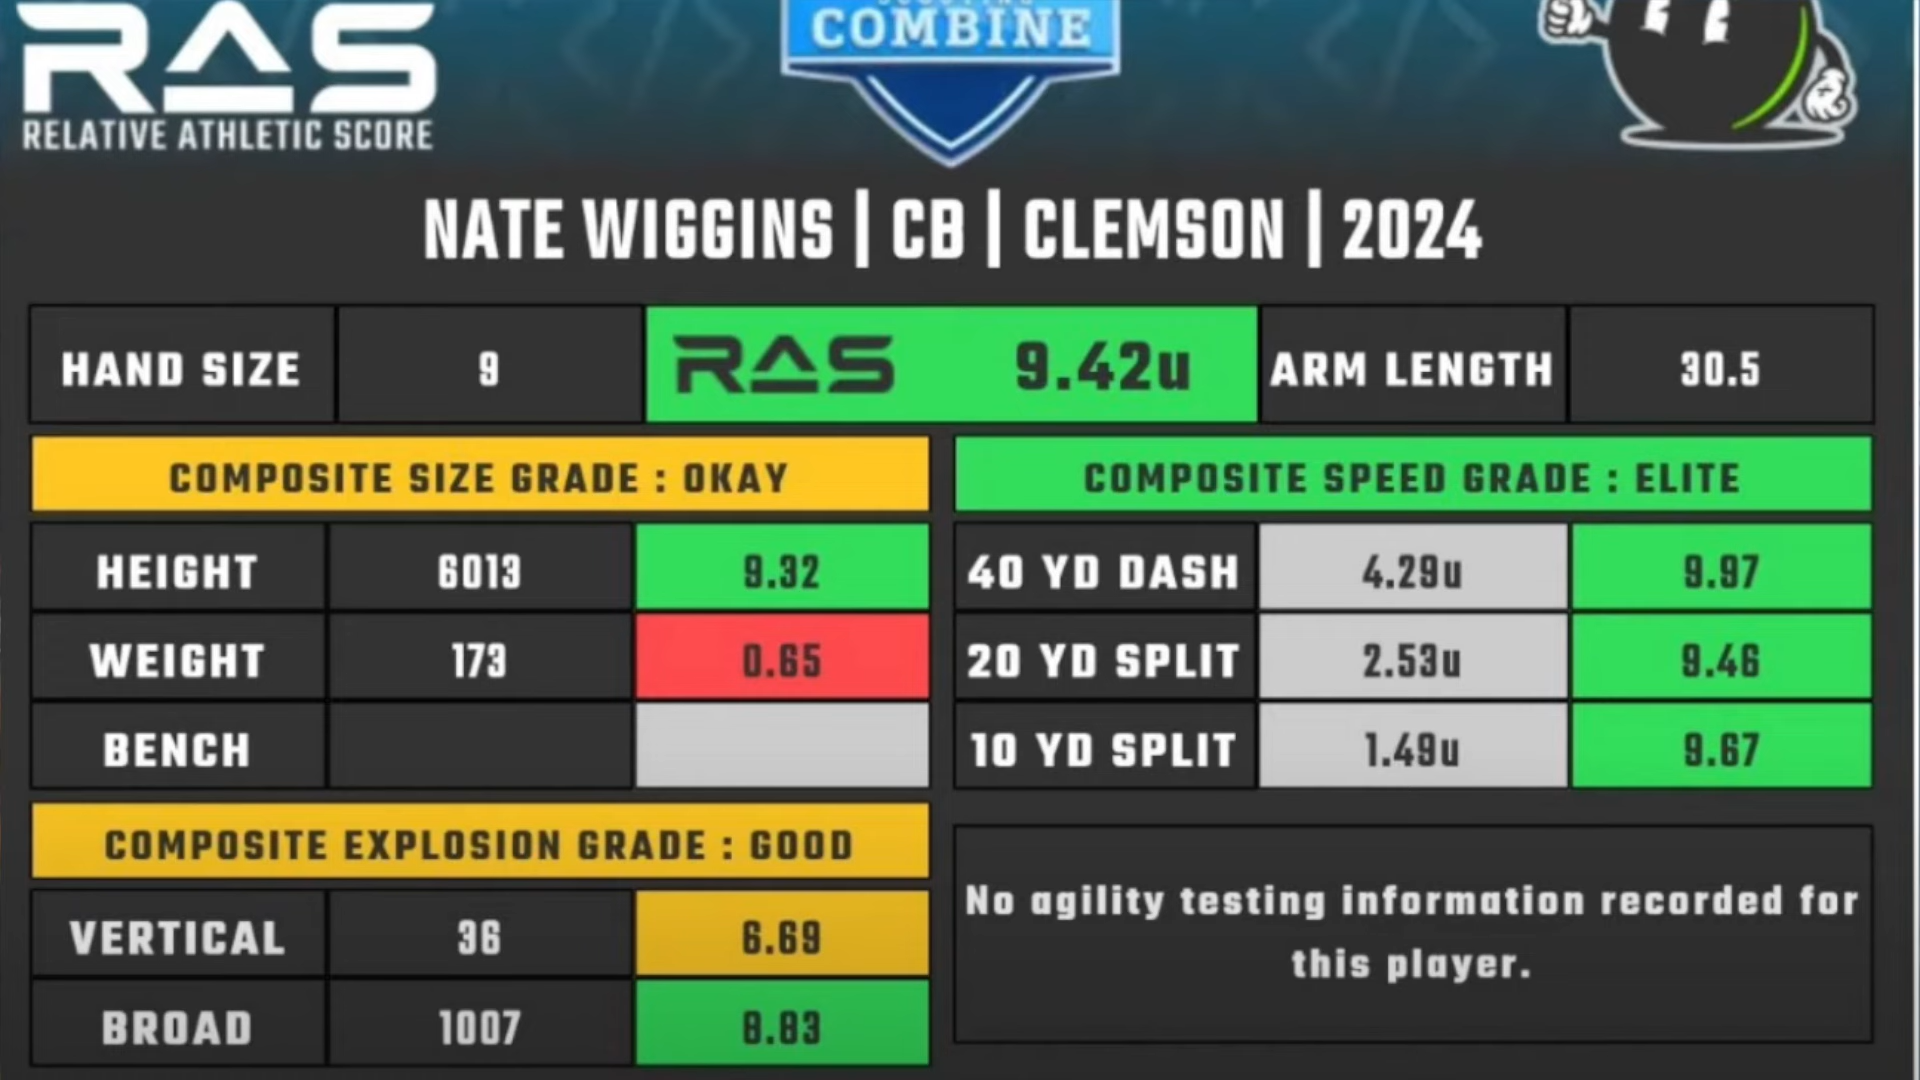 RAS
RELATIVE ATHLETIC SCORE
COMBINE
NATE WIGGINS | CB | CLEMSON | 2024
HAND SIZE 9 RAS 9.42u ARM LENGTH 30.5
COMPOSITE SIZE GRADE : OKAY
HEIGHT 6013 9.32
WEIGHT 173 0.65
BENCH
COMPOSITE EXPLOSION GRADE : GOOD
VERTICAL 36 6.69
BROAD 1007 8.83
COMPOSITE SPEED GRADE : ELITE
40 YD DASH 4.29u 9.97
20 YD SPLIT 2.53u 9.46
10 YD SPLIT 1.49u 9.67
No agility testing information recorded for
this player.